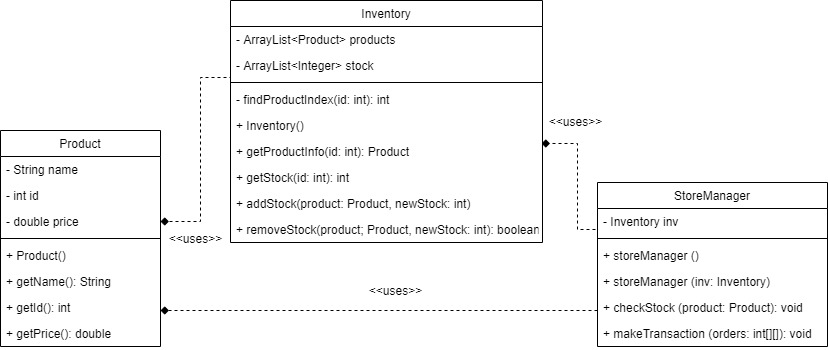 Inventory
- ArrayList<Product> products
- ArrayList<Integer> stock
- findProductIndex(id: int): int
+ Inventory()
+ getProductInfo(id: int): Product
+ getStock(id: int): int
+ addStock(product: Product, newStock: int)
+ removeStock(product; Product, newStock: int): boolean
<<uses>>
Product
- String name
- int id
- double price
+ Product()
+ getName(): String
+ getId(): int
+ getPrice(): double
<<uses>>
<<uses>>
StoreManager
- Inventory inv
+ storeManager ()
+ storeManager (inv: Inventory)
+ checkStock (product: Product): void
+ makeTransaction (orders: int[][]): void